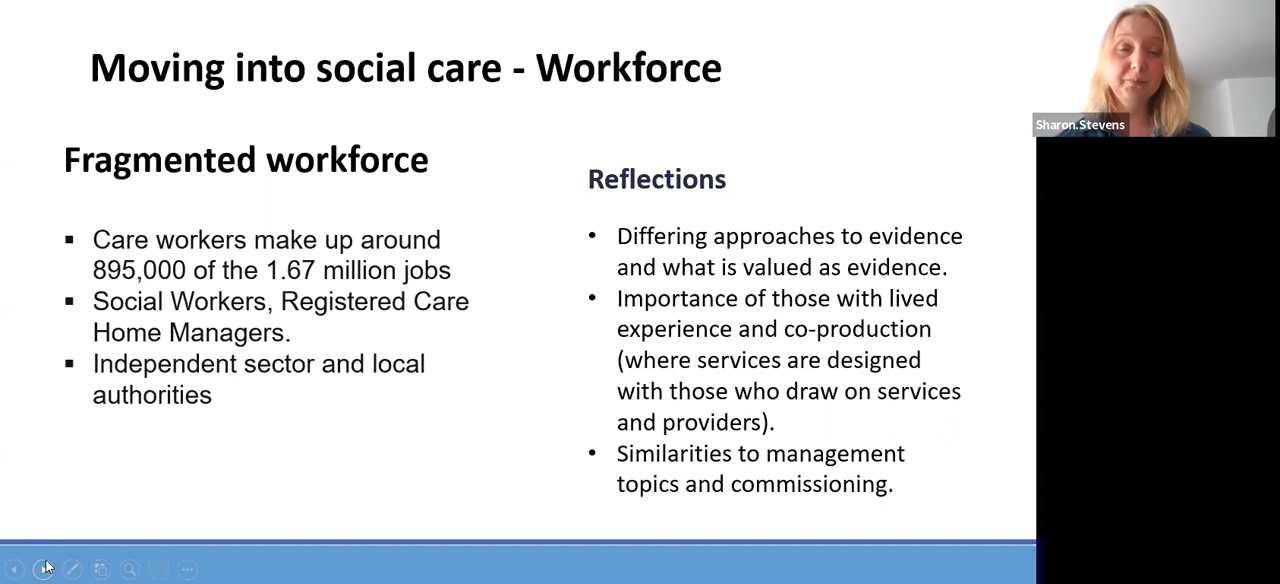 Moving into social care - Workforce
Sharon.Stevens
Fragmented workforce
▪ Care workers make up around
895,000 of the 1.67 million jobs
▪ Social Workers, Registered Care
Home Managers.
▪ Independent sector and local
authorities
Reflections
• Differing approaches to evidence
and what is valued as evidence.
• Importance of those with lived
experience and co-production
(where services are designed
with those who draw on services
and providers).
• Similarities to management
topics and commissioning.